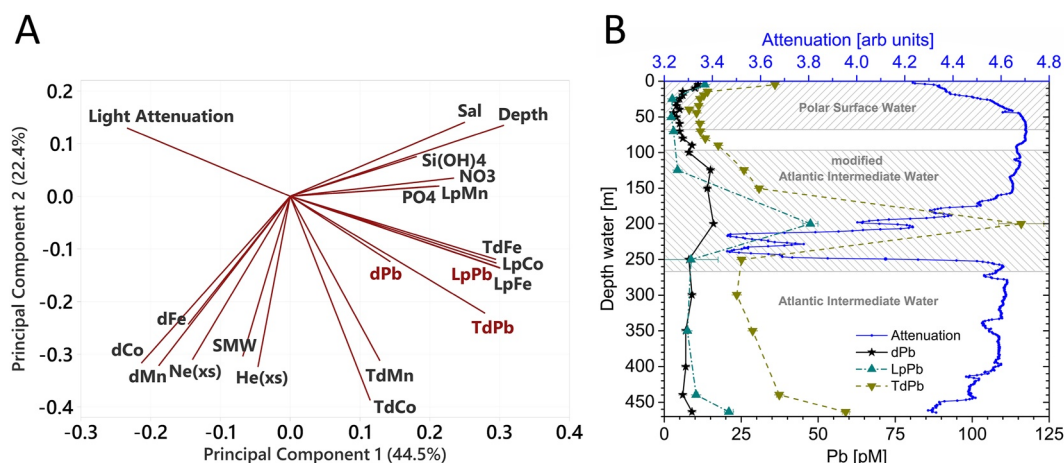 A
Principal Component 2 (22.4%)
0.2
0.1
0.0
-0.1
-0.2
-0.3
-0.4
Light Attenuation
Sal
Depth
Si(OH)4
NO3
PO4
LpMn
TdFe
LpCo
LpFe
dPb
LpPb
TdPb
dFe
dCo
dMn
Ne(xs)
SMW
He(xs)
TdMn
TdCo
-0.3
-0.2
-0.1
0.0
0.1
0.2
0.3
0.4
Principal Component 1 (44.5%)
B
Attenuation [arb units]
3.2
3.4
3.6
3.8
4.0
4.2
4.4
4.6
4.8
Depth water [m]
0
50
100
150
200
250
300
350
400
450
Polar Surface Water
modified
Atlantic Intermediate Water
Atlantic Intermediate Water
Attenuation
dPb
LpPb
TdPb
0
25
50
75
100
125
Pb [pM]